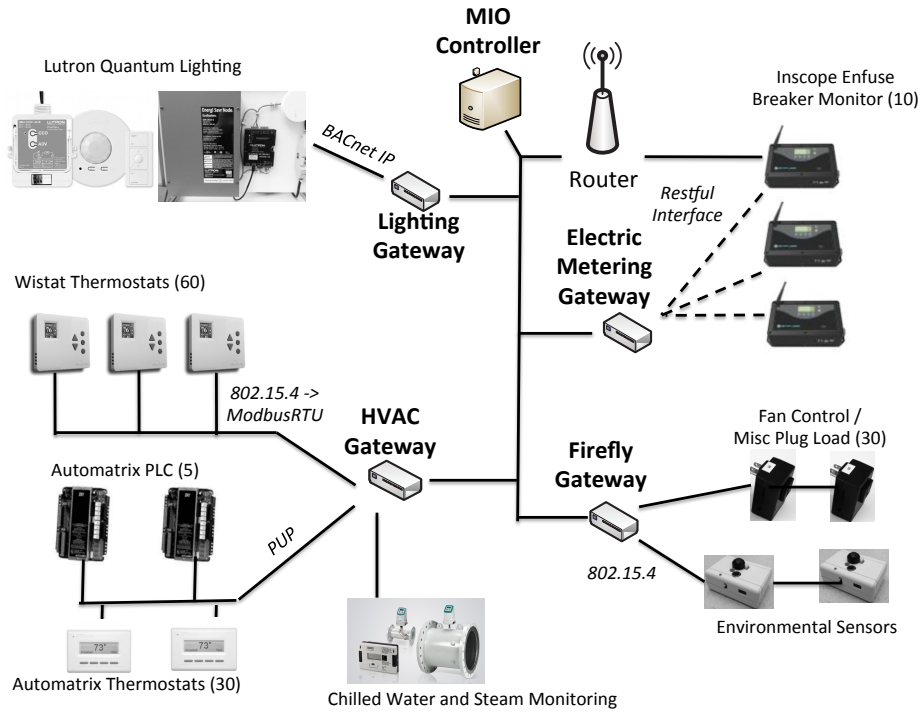 MIO
Controller
Lutron Quantum Lighting
Inscope Enfuse
Breaker Monitor (10)
BACnet IP
Router
Restful
Interface
Lighting
Gateway
Electric
Metering
Gateway
Wistat Thermostats (60)
802.15.4 ->
ModbusRTU
HVAC
Gateway
Fan Control /
Misc Plug Load (30)
Firefly
Gateway
Automatrix PLC (5)
PUP
802.15.4
73°
73°
Environmental Sensors
Automatrix Thermostats (30)
Chilled Water and Steam Monitoring